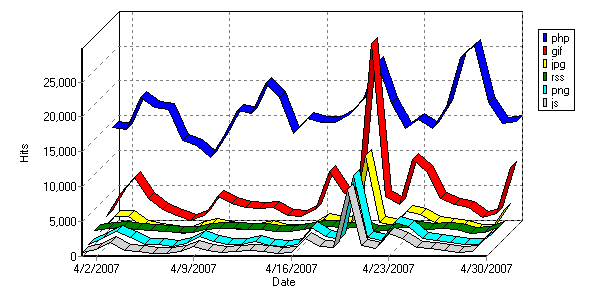 php
gif
jpg
rss
png
js
25,000
20,000
15,000
10,000
5,000
0
Hits
4/2/2007 4/9/2007 4/16/2007 4/23/2007 4/30/2007
Date